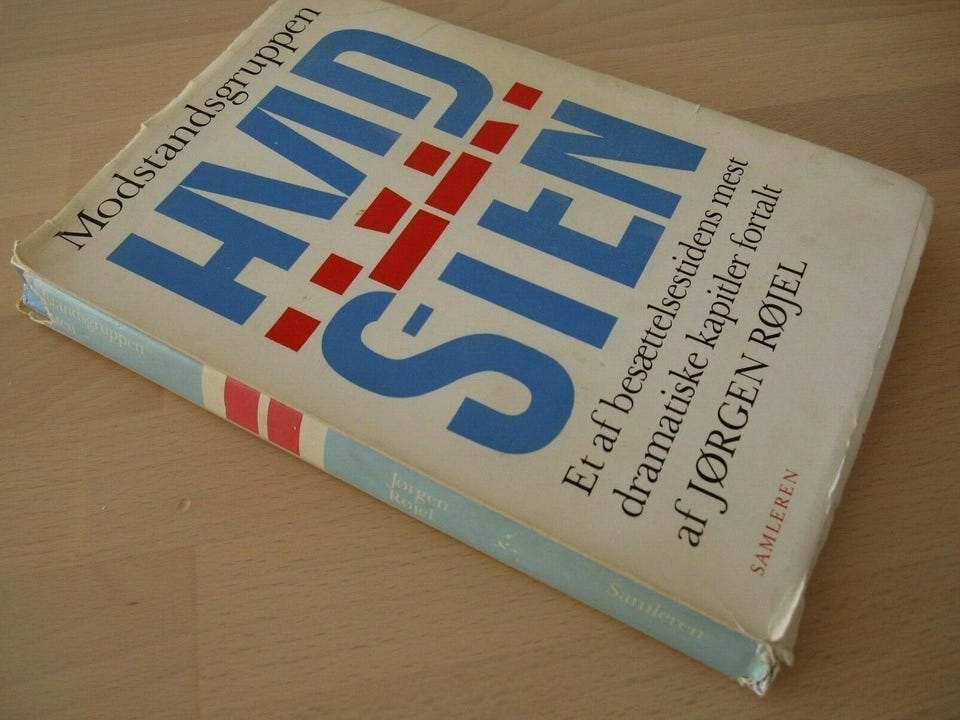 Modstandsgruppen
HVID
STEN
Et af besættelsestidens mest
dramatiske kapitler fortalt
af JØRGEN RØJEL
SAMLEREN
Jørgen
Røjel
Samleren